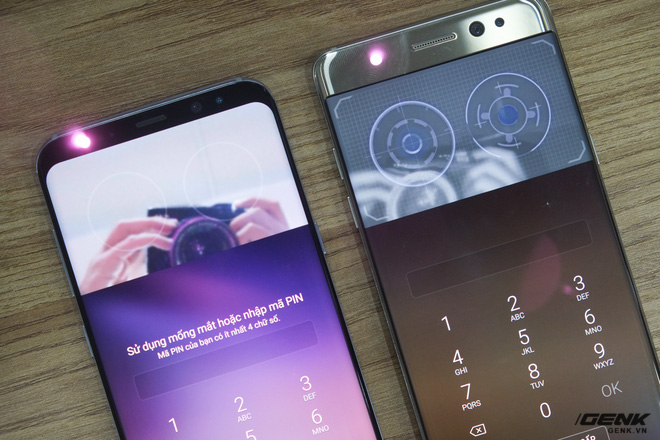 Sử dụng mống mắt hoặc nhập mã PIN
Mã PIN của bạn có ít nhất 4 chữ số.
1
2
ABC
3
DEF
6
MNO
1
2
ABC
3
DEF
4
GHI
5
JKL
6
MNO
7
PQRS
8
TUV
9
WXYZ
0
OK
GENK
GENK.VN